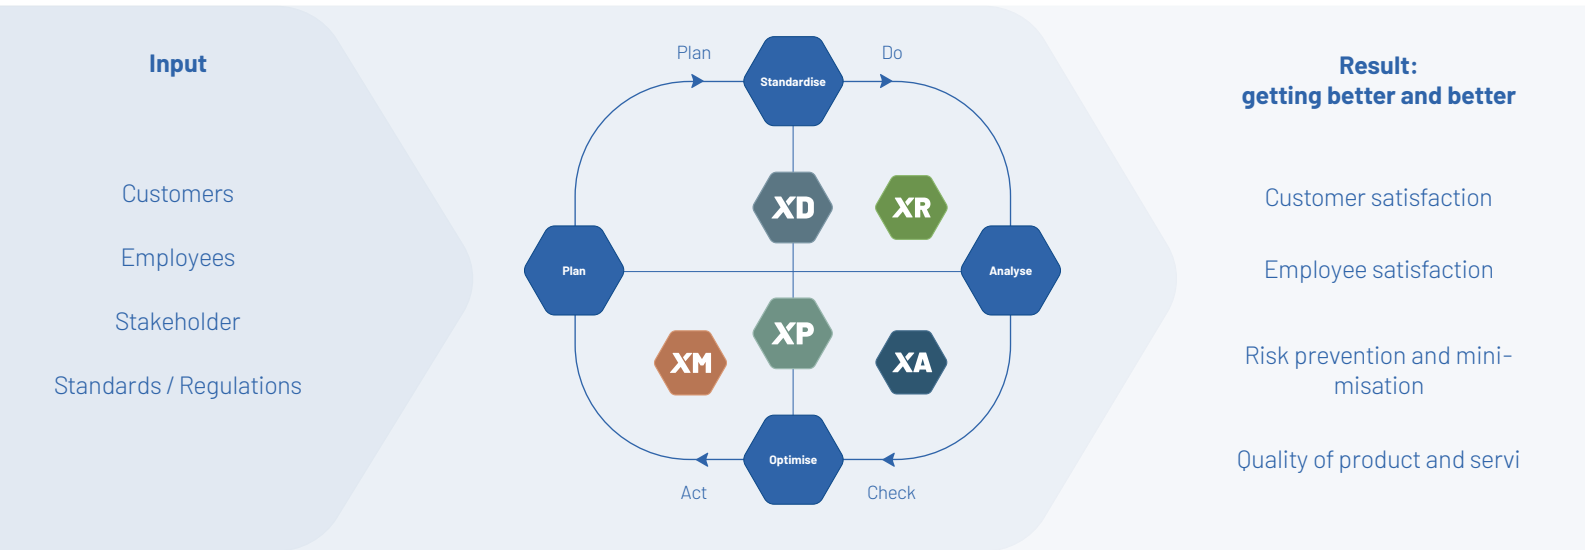 Input
Customers
Employees
Stakeholder
Standards / Regulations
Plan
Do
Standardise
XD
XR
Plan
Analyse
XP
XM
XA
Optimise
Act
Check
Result:
getting better and better
Customer satisfaction
Employee satisfaction
Risk prevention and mini-
misation
Quality of product and servi